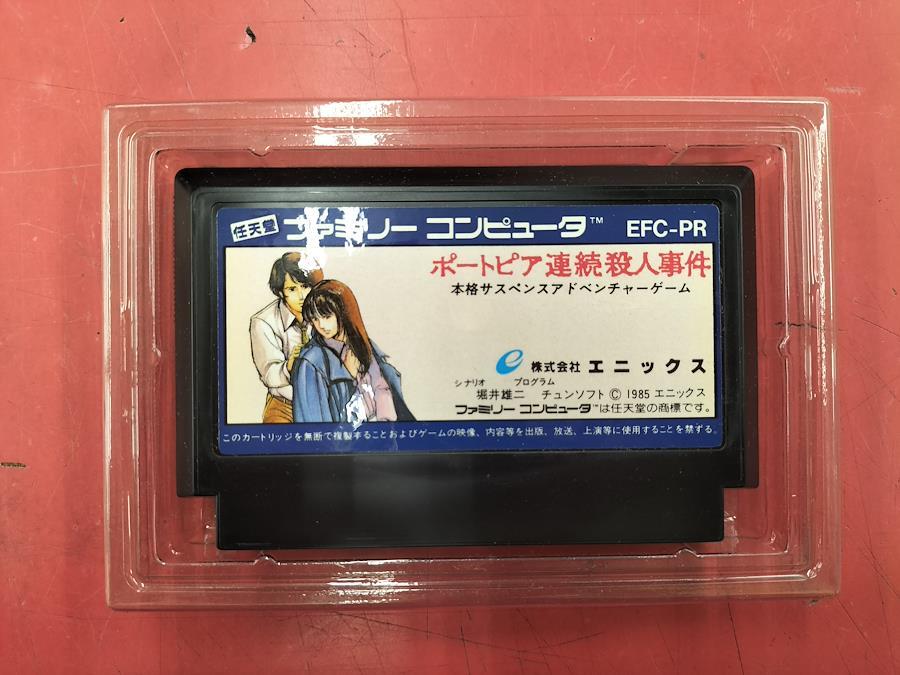 任天堂 ファミリー コンピュータ™ EFC-PR
ポートピア連続殺人事件
本格サスペンスアドベンチャーゲーム
e 株式会社 エニックス
シナリオ プログラム
堀井雄二 チュンソフト Ⓒ 1985 エニックス
ファミリー コンピュータ™は任天堂の商標です。
このカートリッジを無断で複製することおよびゲームの映像、内容等を出版、放送、上演等に使用することを禁ずる。